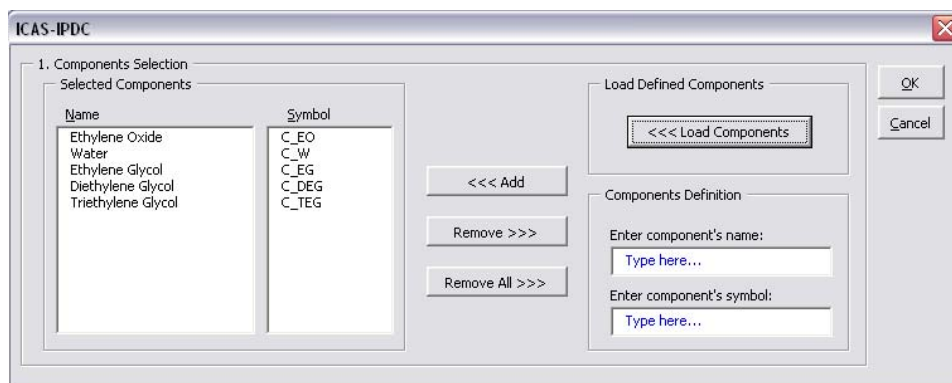 ICAS-IPDC
1. Components Selection
Selected Components
Name Symbol
Ethylene Oxide C_EO
Water C_W
Ethylene Glycol C_EG
Diethylene Glycol C_DEG
Triethylene Glycol C_TEG
<<< Add
Remove >>>
Remove All >>>
Load Defined Components
<<< Load Components
Components Definition
Enter component's name:
Type here...
Enter component's symbol:
Type here...
OK
Cancel